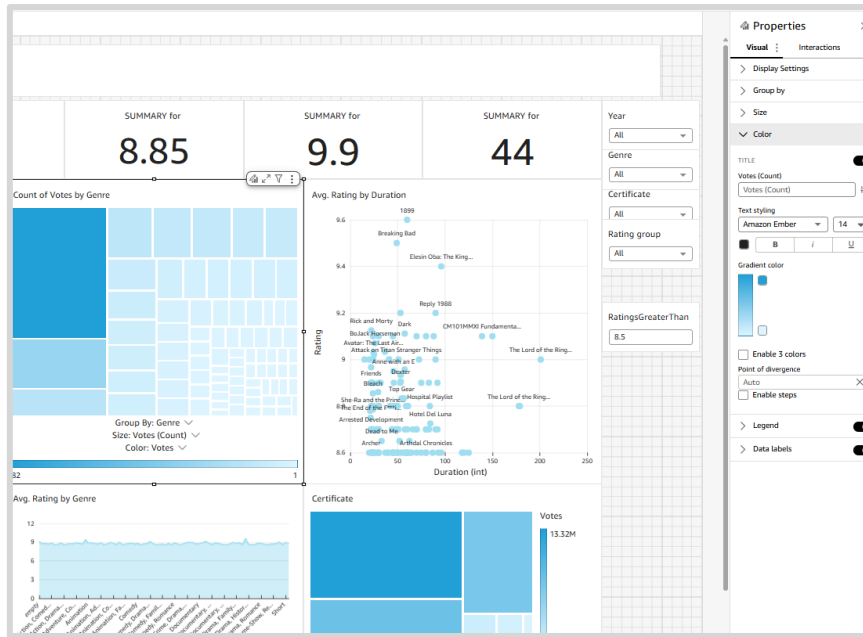 Properties
Visual
Interactions
Display Settings
Group by
Size
Color
TITLE
Votes (Count)
Votes (Count)
Text styling
Amazon Ember
14
B
i
U
Gradient color
Enable 3 colors
Point of divergence
Auto
Enable steps
Legend
Data labels
SUMMARY for
8.85
SUMMARY for
9.9
SUMMARY for
44
Year
All
Genre
All
Certificate
All
Rating group
All
RatingsGreaterThan
8.5
Count of Votes by Genre
Group By: Genre
Size: Votes (Count)
Color: Votes
32
1
Avg. Rating by Duration
9.6
9.4
9.2
9
8.6
Rating
1899
Breaking Bad
Elesin Oba: The King...
Reply 1988
Rick and Morty
Dark
CM101MMXI Fundamenta...
BoJack Horseman
Avatar: The Last Air...
Attack on Titan
Stranger Things
The Lord of the Ring...
Anne with an E
Friends
Dexter
Bleach
Top Gear
She-Ra and the Princ...
Hospital Playlist
The Lord of the Ring...
Hotel Del Luna
Arrested Development
Dead to Me
Archer
Arthdal Chronicles
0
50
100
150
200
250
Duration (int)
Avg. Rating by Genre
12
9
6
3
0
empty
Animation
Comedy
Documentary
Short
Certificate
Votes
13.32M